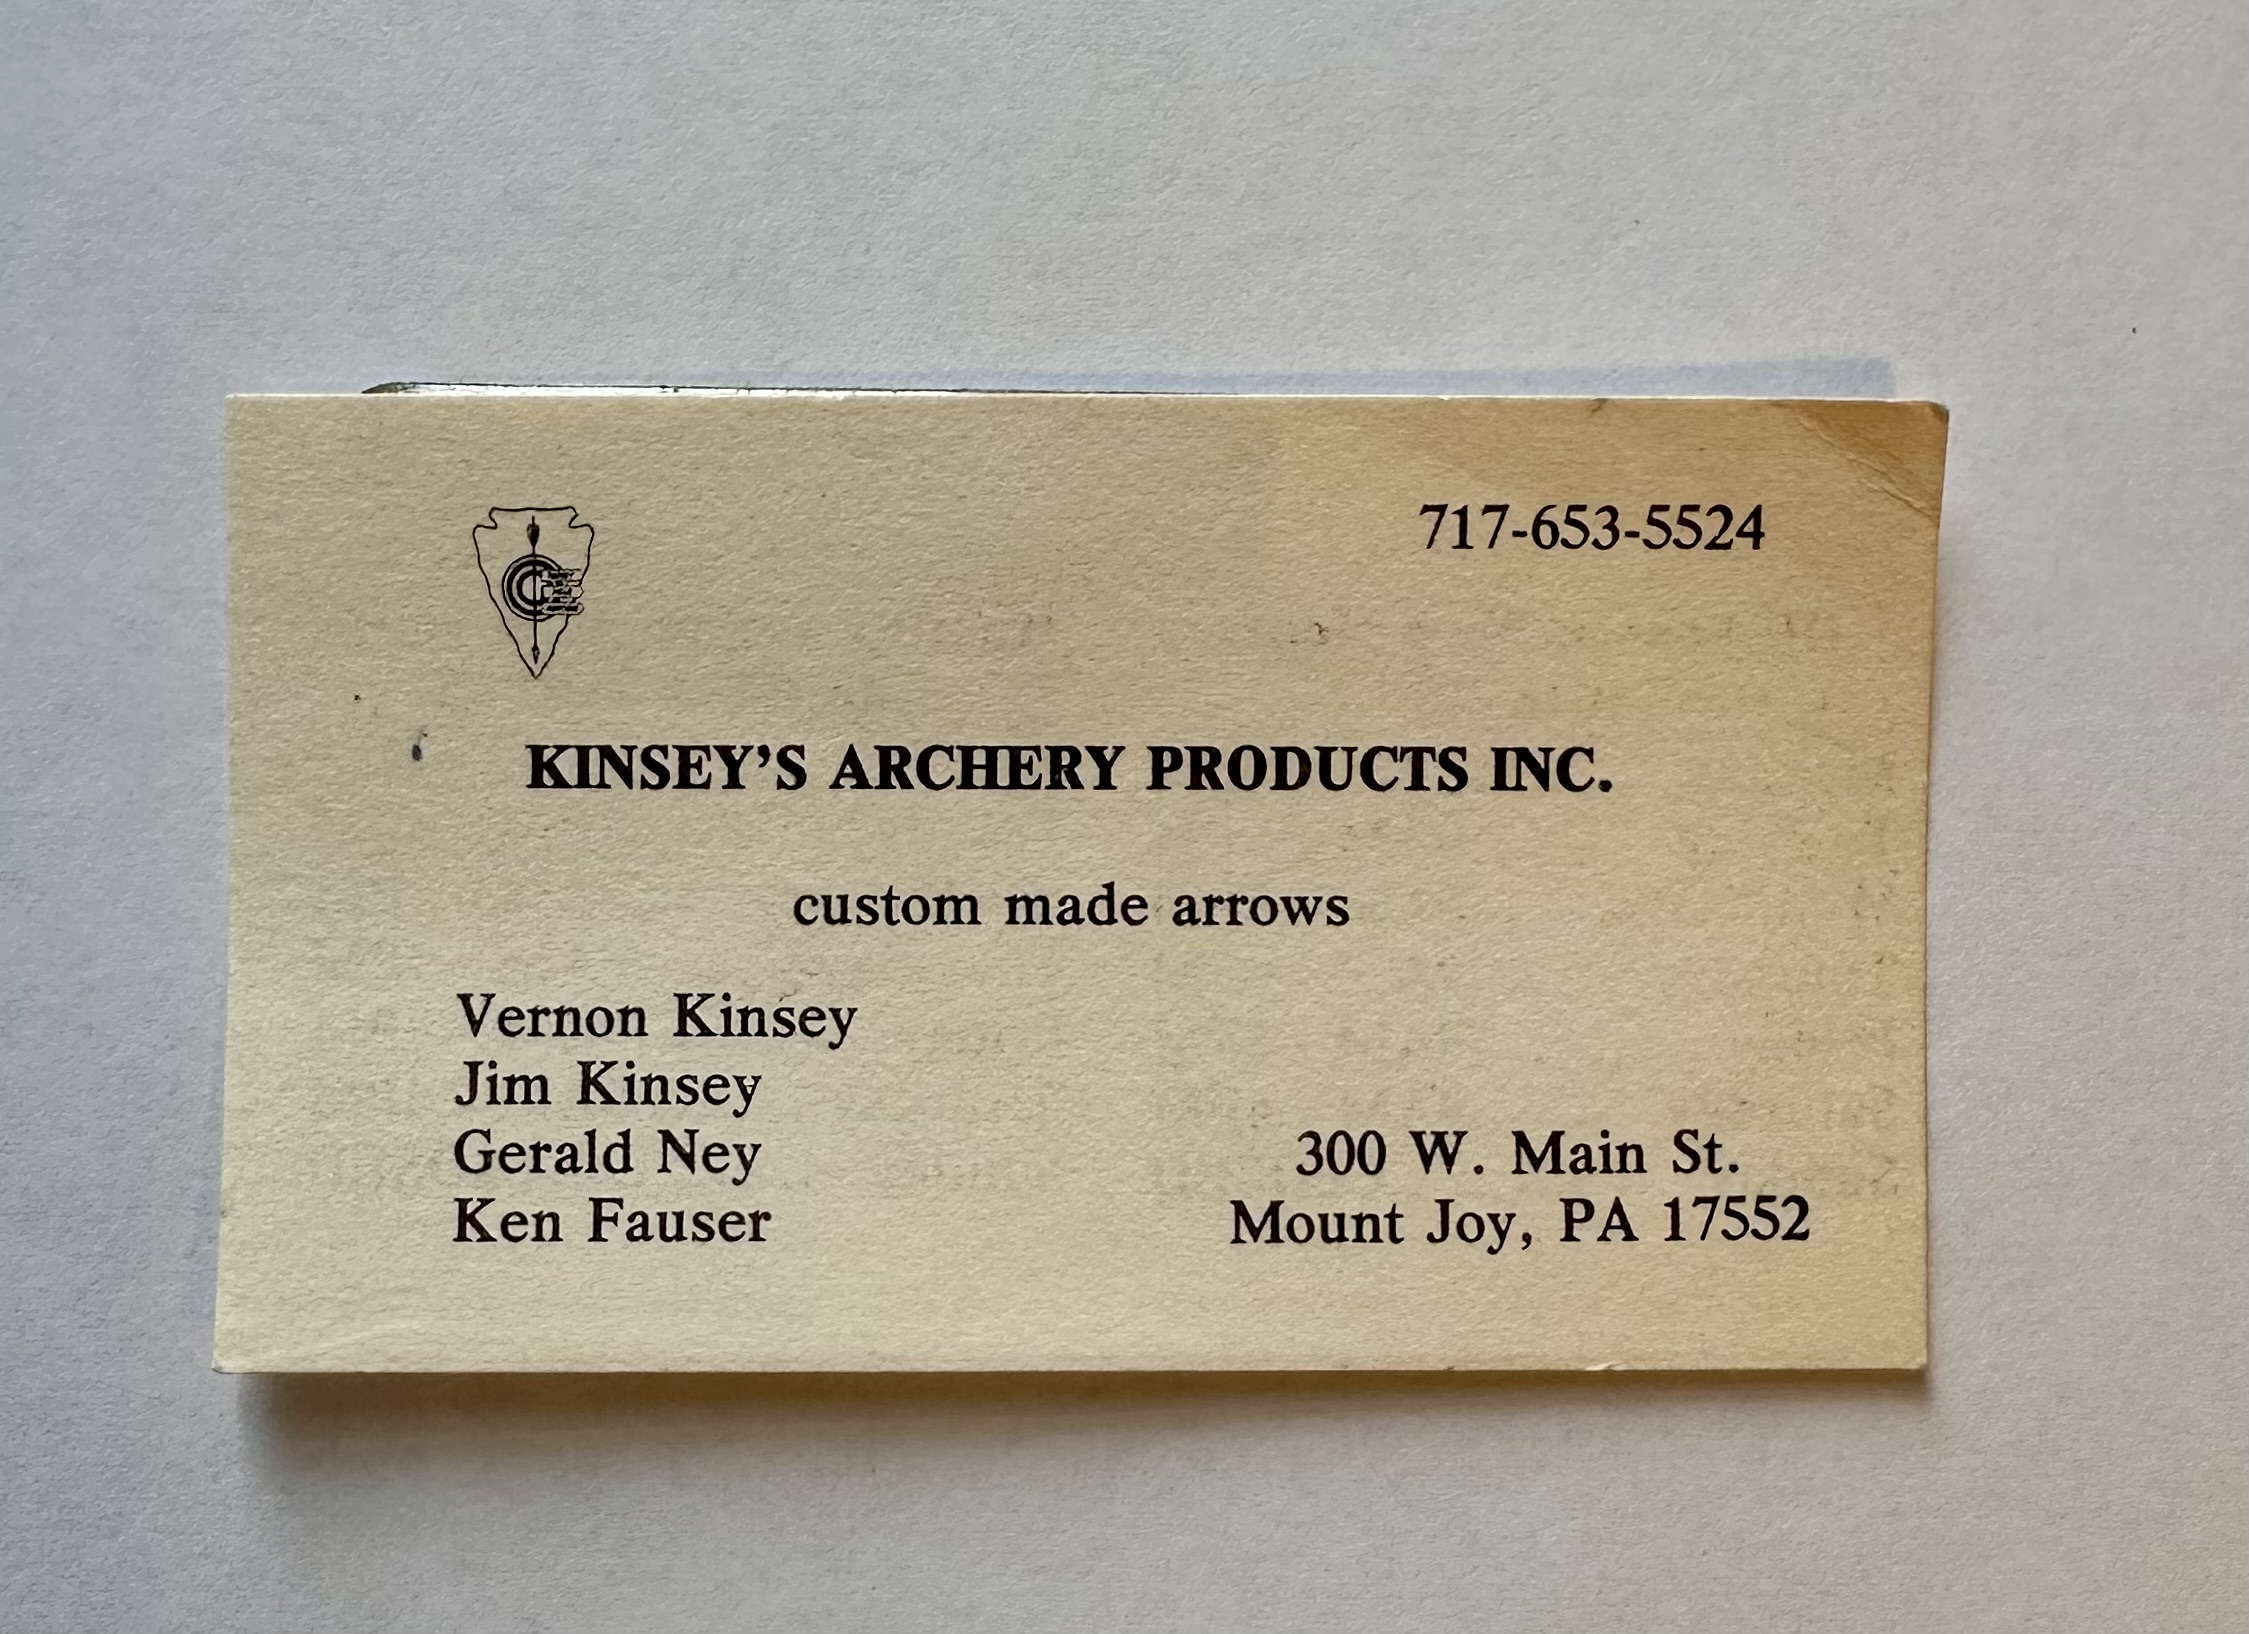 717-653-5524
KINSEY'S ARCHERY PRODUCTS INC.
custom made arrows
Vernon Kinsey
Jim Kinsey
Gerald Ney
Ken Fauser
300 W. Main St.
Mount Joy, PA 17552